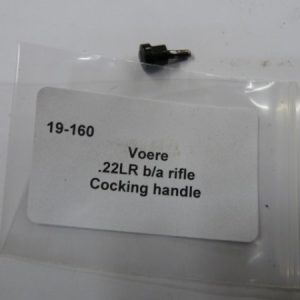 19-160
Voere
.22LR b/a rifle
Cocking handle